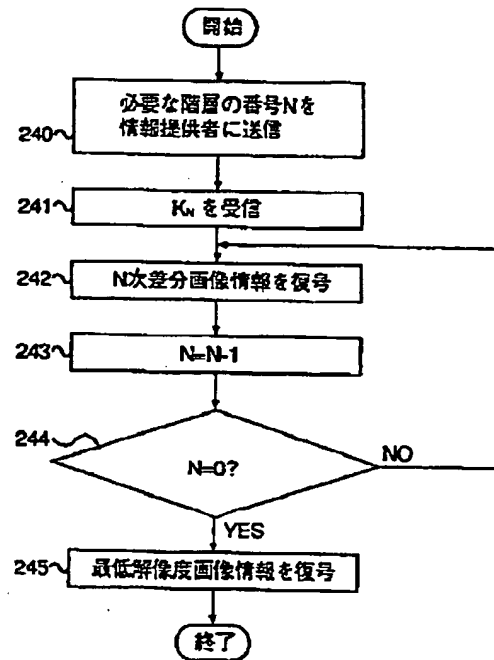 開始
必要な階層の番号Nを
情報提供者に送信
240
241
KN を受信
242
N次差分画像情報を復号
243
N=N-1
244
N=0?
NO
YES
245
最低解像度画像情報を復号
終了